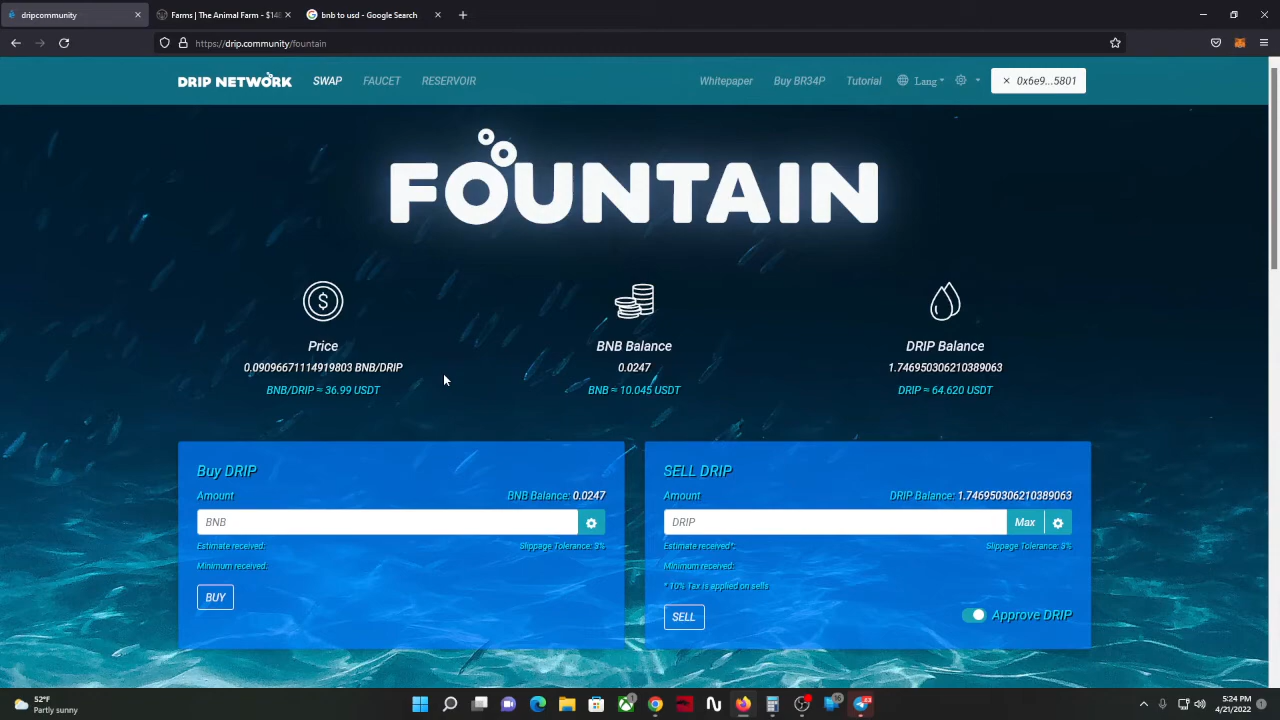 dripcommunity
Farms | The Animal Farm - $148
bnb to usd - Google Search
https://drip.community/fountain
DRIP NETWORK
SWAP
FAUCET
RESERVOIR
Whitepaper
Buy BR34P
Tutorial
Lang
× 0x6e9...5801
FOUNTAIN
Price
0.09096671114919803 BNB/DRIP
BNB/DRIP ≈ 36.99 USDT
BNB Balance
0.0247
BNB ≈ 10.045 USDT
DRIP Balance
1.746950306210389063
DRIP ≈ 64.620 USDT
Buy DRIP
Amount
BNB Balance: 0.0247
BNB
Estimate received:
Slippage Tolerance: 3%
Minimum received:
BUY
SELL DRIP
Amount
DRIP Balance: 1.746950306210389063
DRIP
Max
Estimate received*:
Slippage Tolerance: 3%
Minimum received:
* 10% Tax is applied on sells
SELL
Approve DRIP
52°F
Partly sunny
5:24 PM
4/21/2022